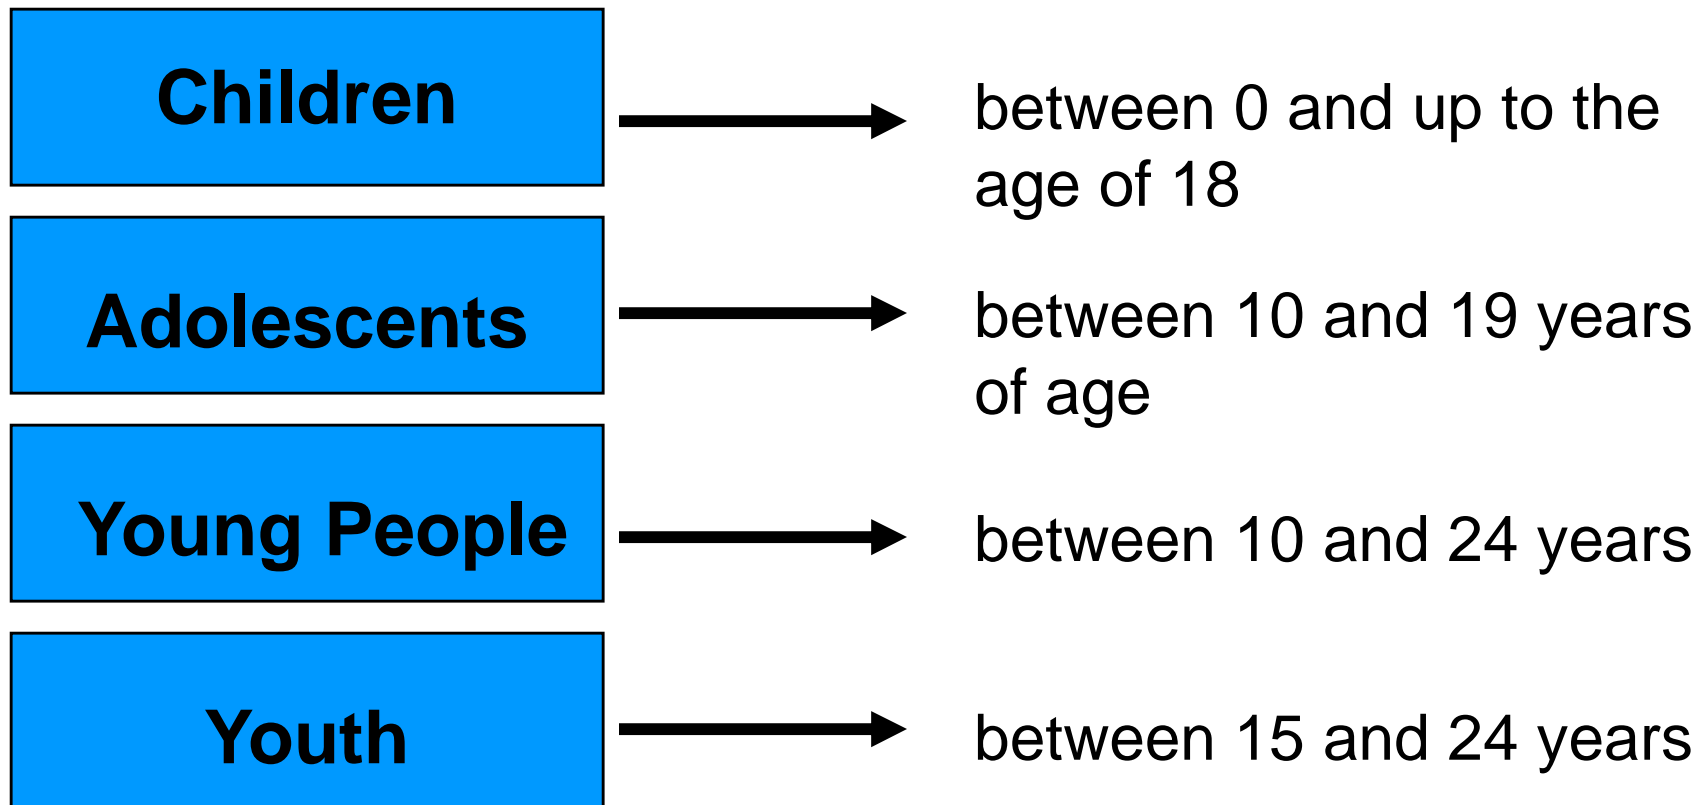 Children
between 0 and up to the
age of 18
Adolescents
between 10 and 19 years
of age
Young People
between 10 and 24 years
Youth
between 15 and 24 years